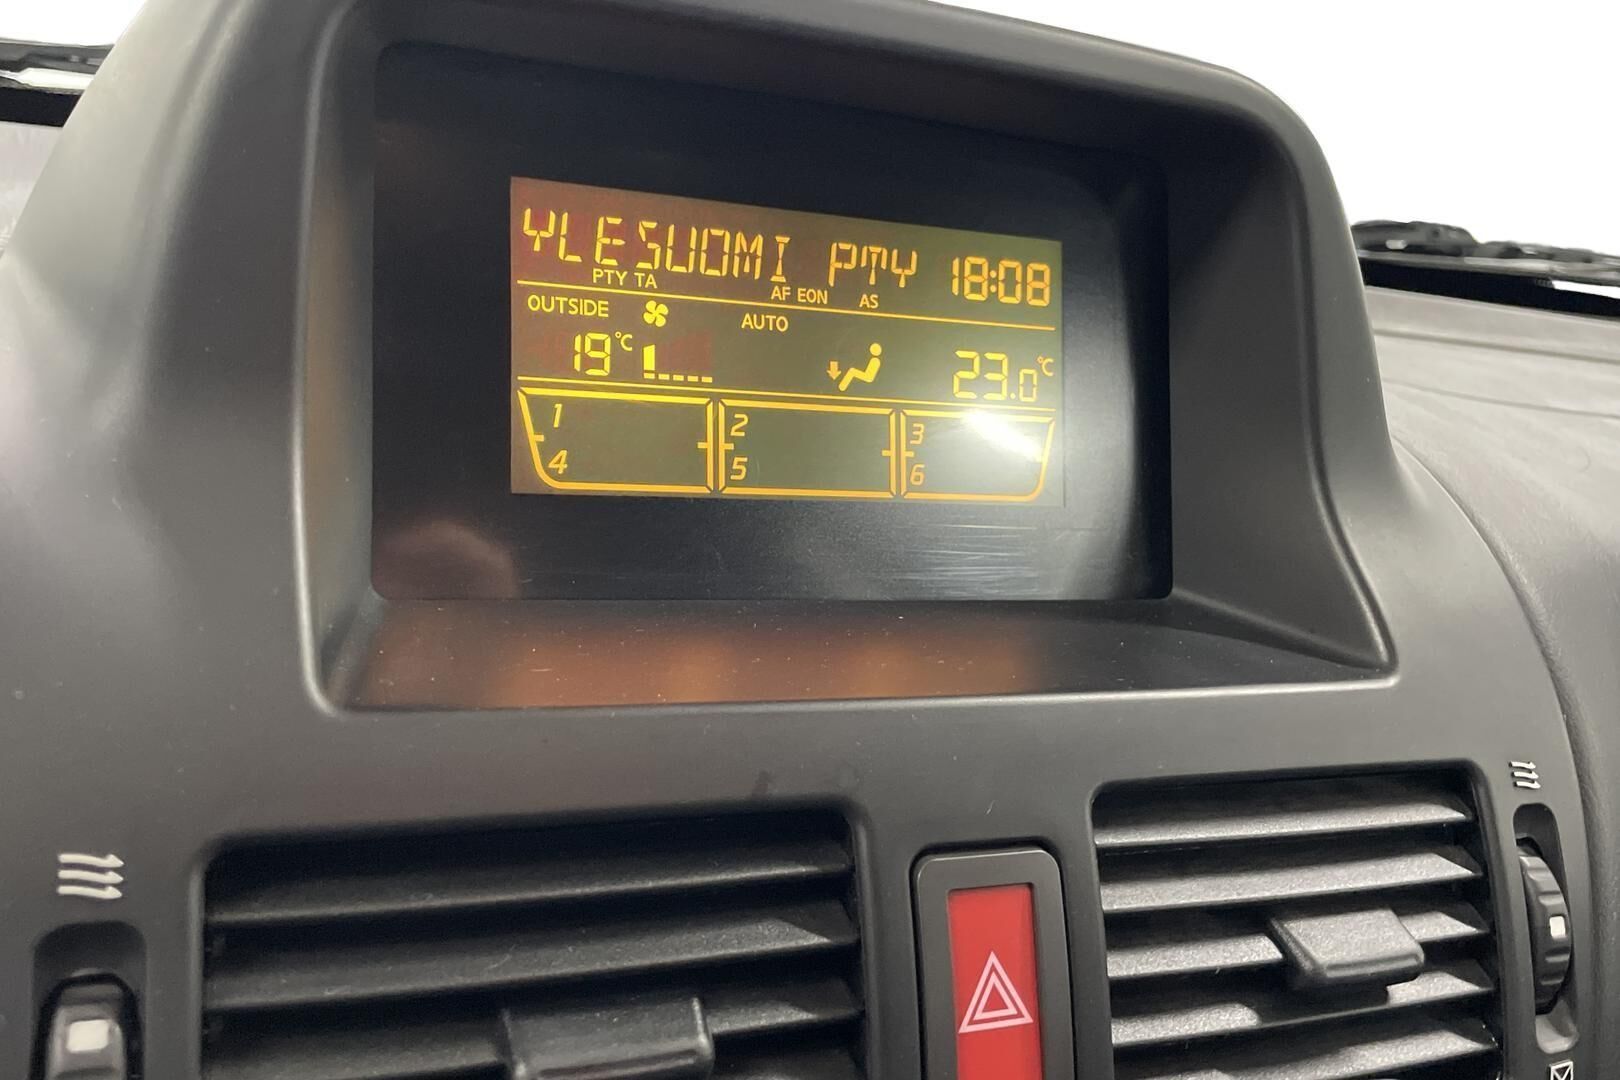 YLESUOMI PTY 18:08
PTY TA AF EON AS
OUTSIDE AUTO
19°C 23.0°C
1 2 3
4 5 6